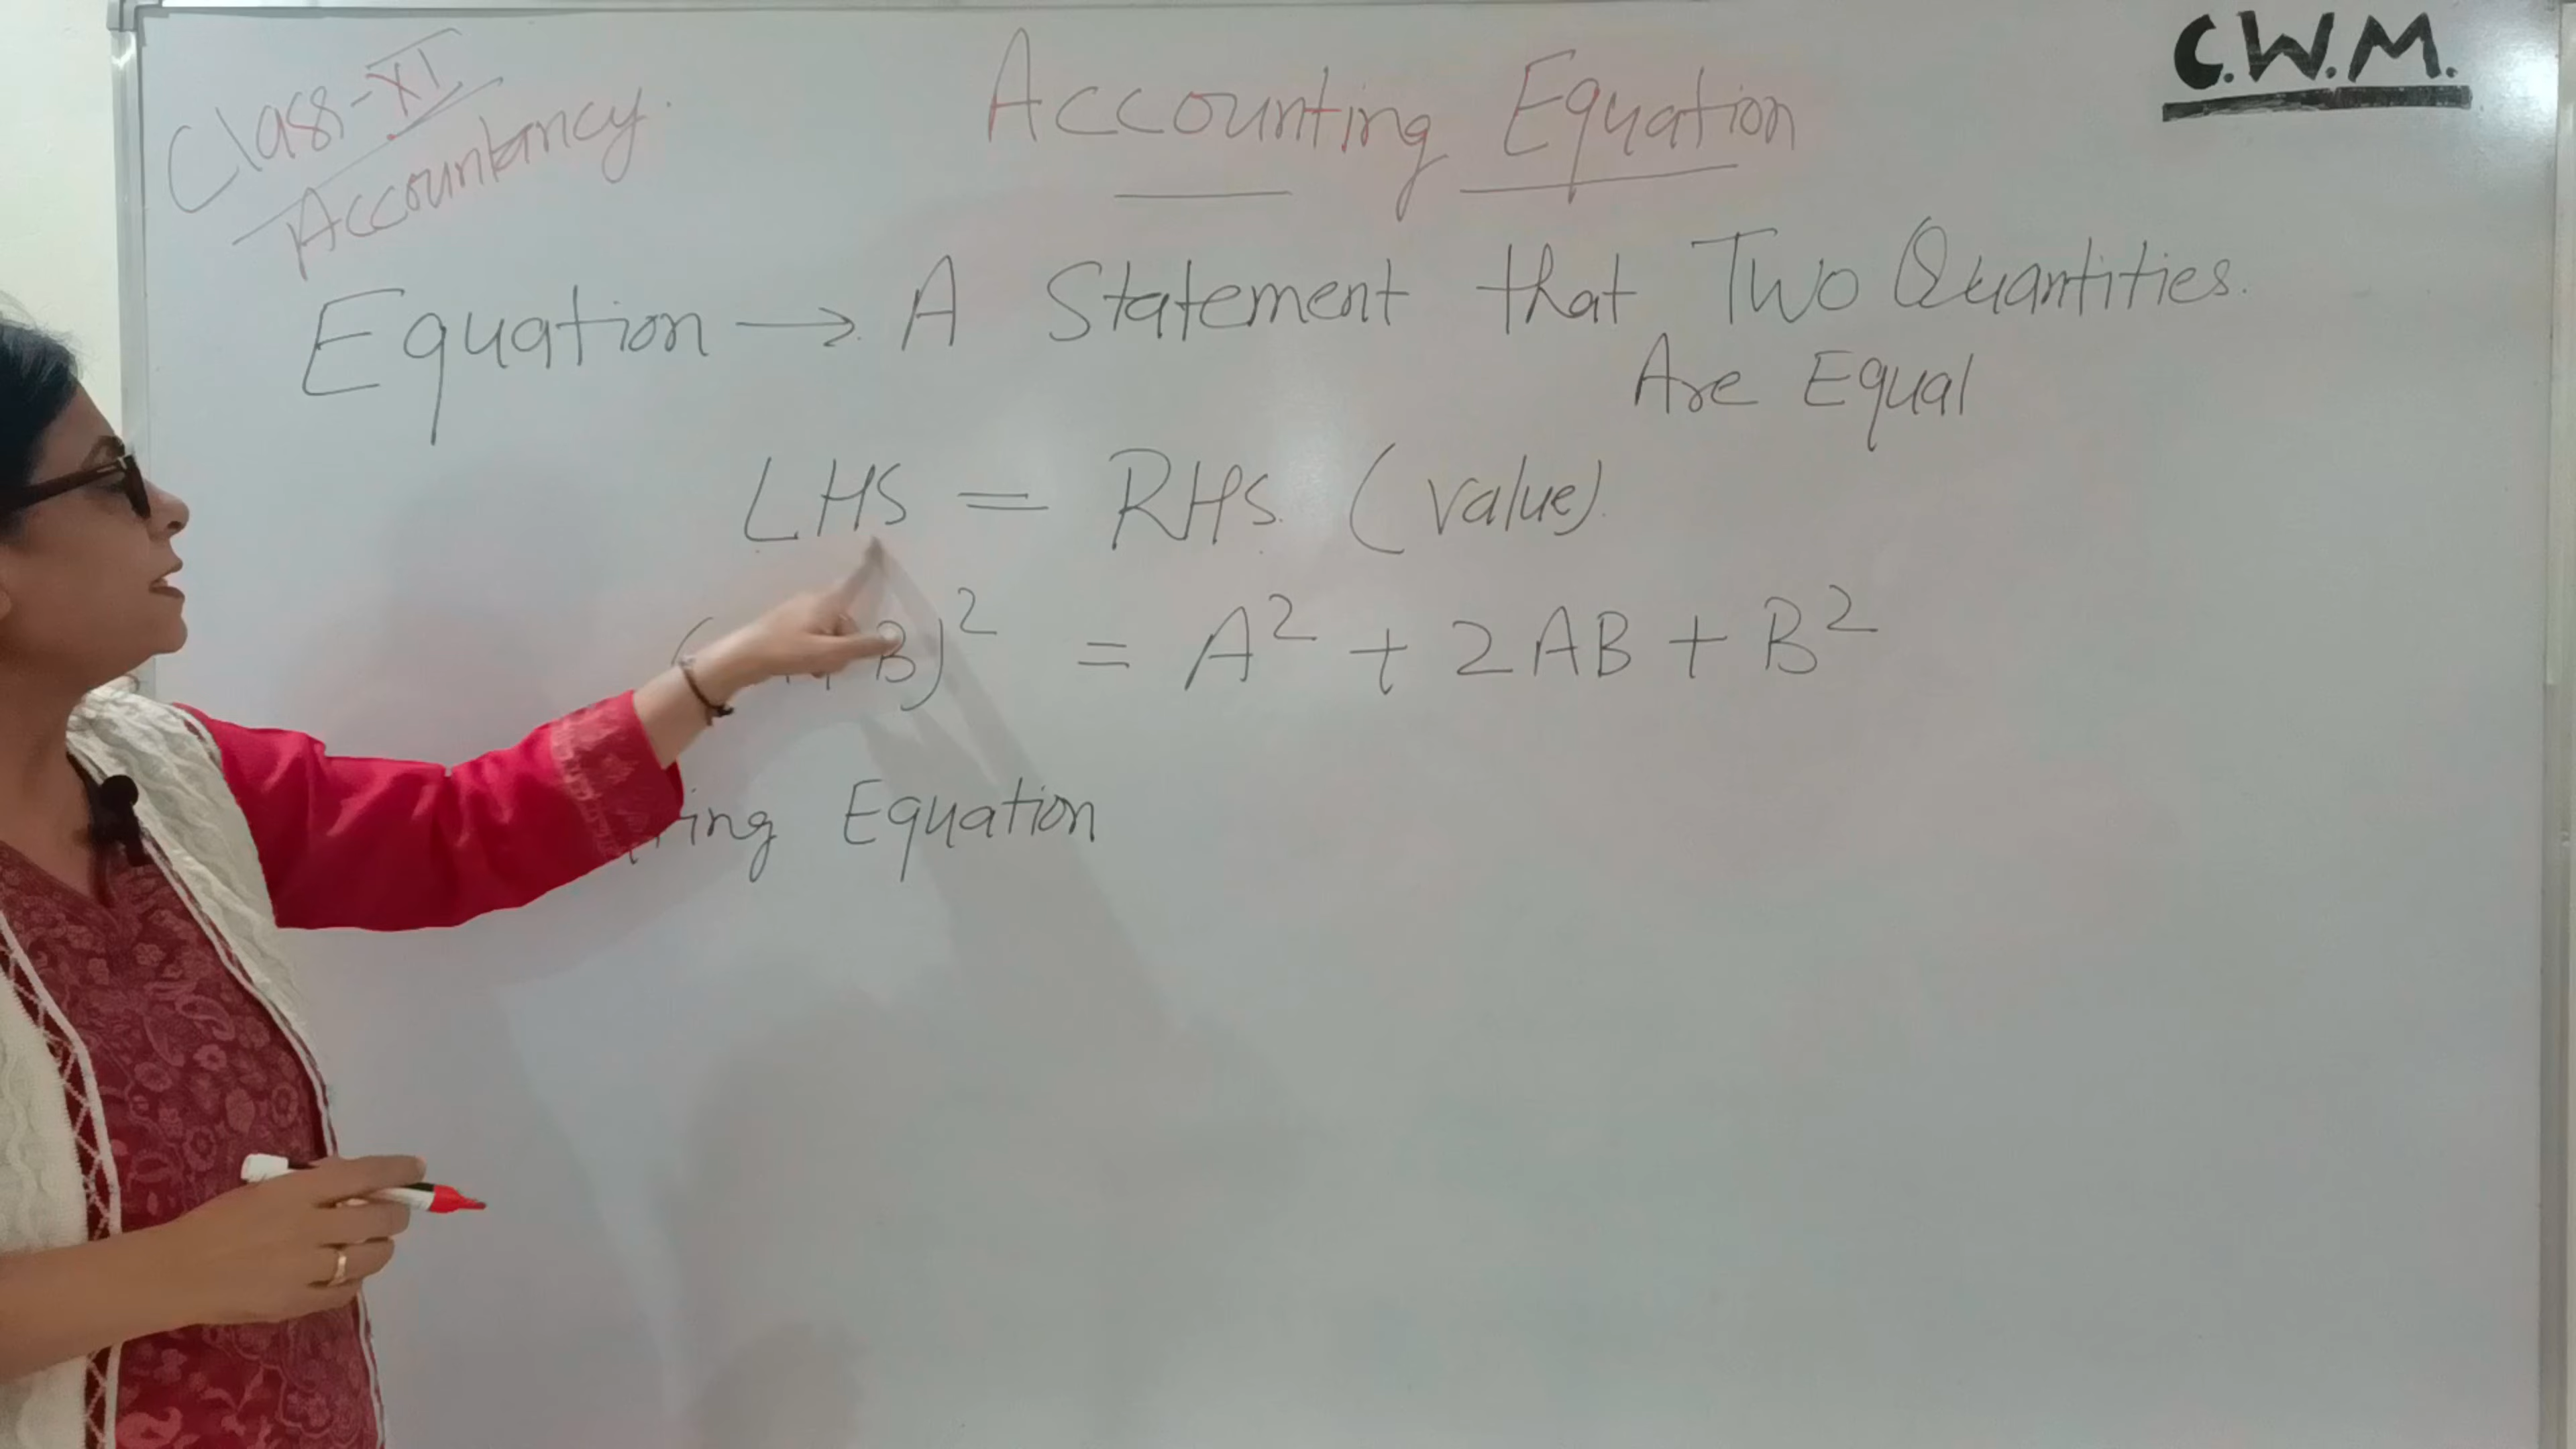 C.W.M.
Class-XI
Accountancy.
Accounting Equation
Equation → A Statement that Two Quantities.
Are Equal
LHS = RHS. (value).
B)² = A² + 2AB + B²
Equation